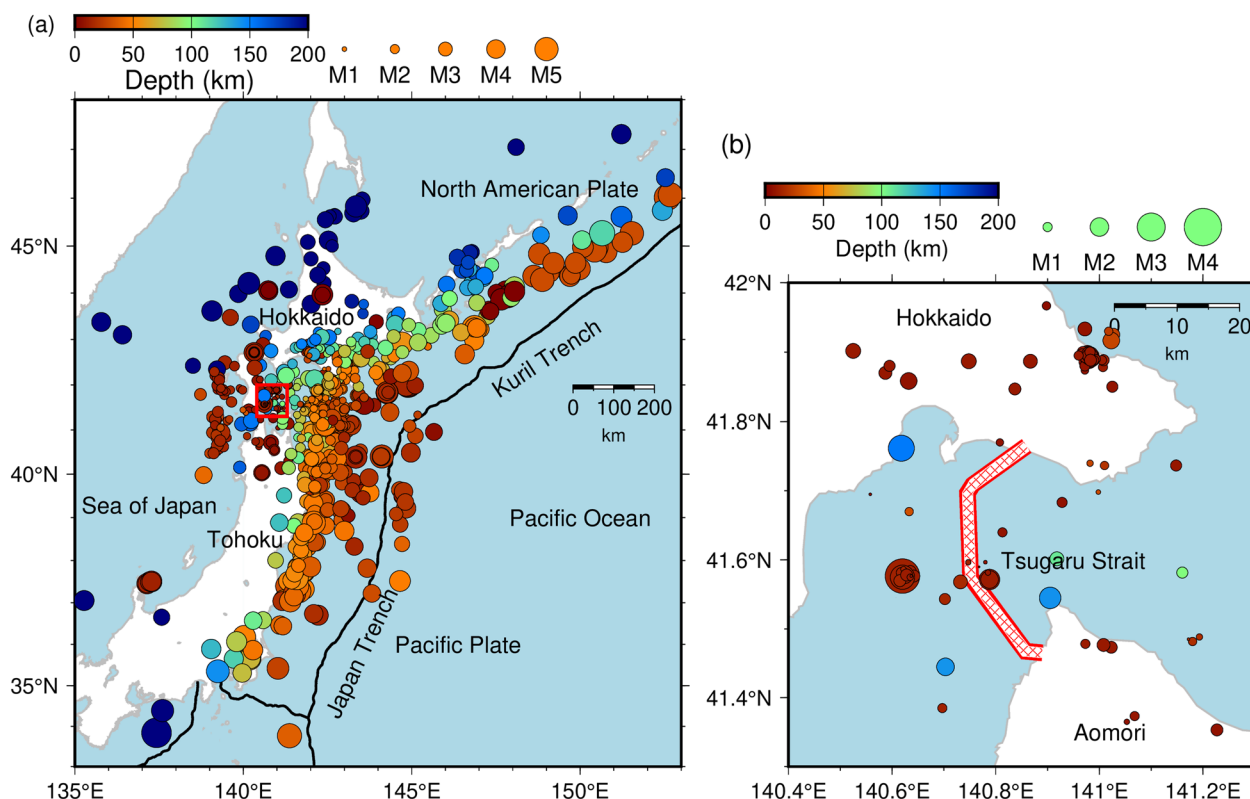 (a)
0 50 100 150 200
Depth (km)
M1 M2 M3 M4 M5
North American Plate
45°N
Hokkaido
Kuril Trench
0 100 200
km
40°N
Sea of Japan
Tohoku
Pacific Ocean
Japan Trench
Pacific Plate
35°N
135°E 140°E 145°E 150°E
(b)
0 50 100 150 200
Depth (km)
M1 M2 M3 M4
42°N
Hokkaido
0 10 20
km
41.8°N
41.6°N
Tsugaru Strait
41.4°N
Aomori
140.4°E 140.6°E 140.8°E 141°E 141.2°E